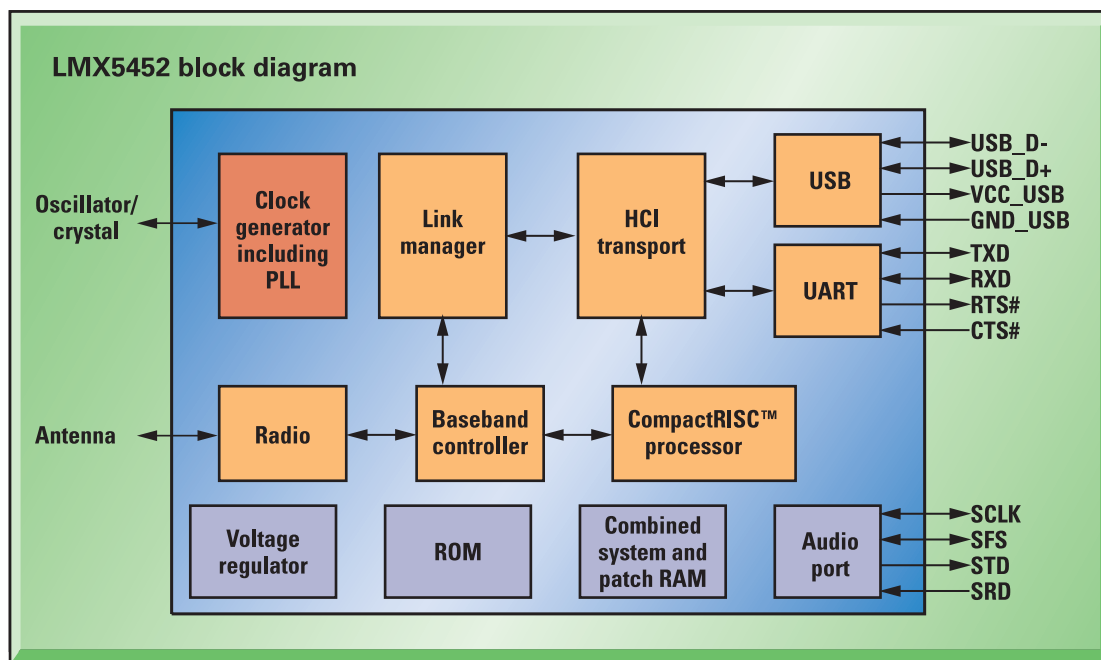 LMX5452 block diagram
Oscillator/
crystal
Clock
generator
including
PLL
Link
manager
HCI
transport
USB
USB_D-
USB_D+
VCC_USB
GND_USB
UART
TXD
RXD
RTS#
CTS#
Antenna
Radio
Baseband
controller
CompactRISC™
processor
Voltage
regulator
ROM
Combined
system and
patch RAM
Audio
port
SCLK
SFS
STD
SRD